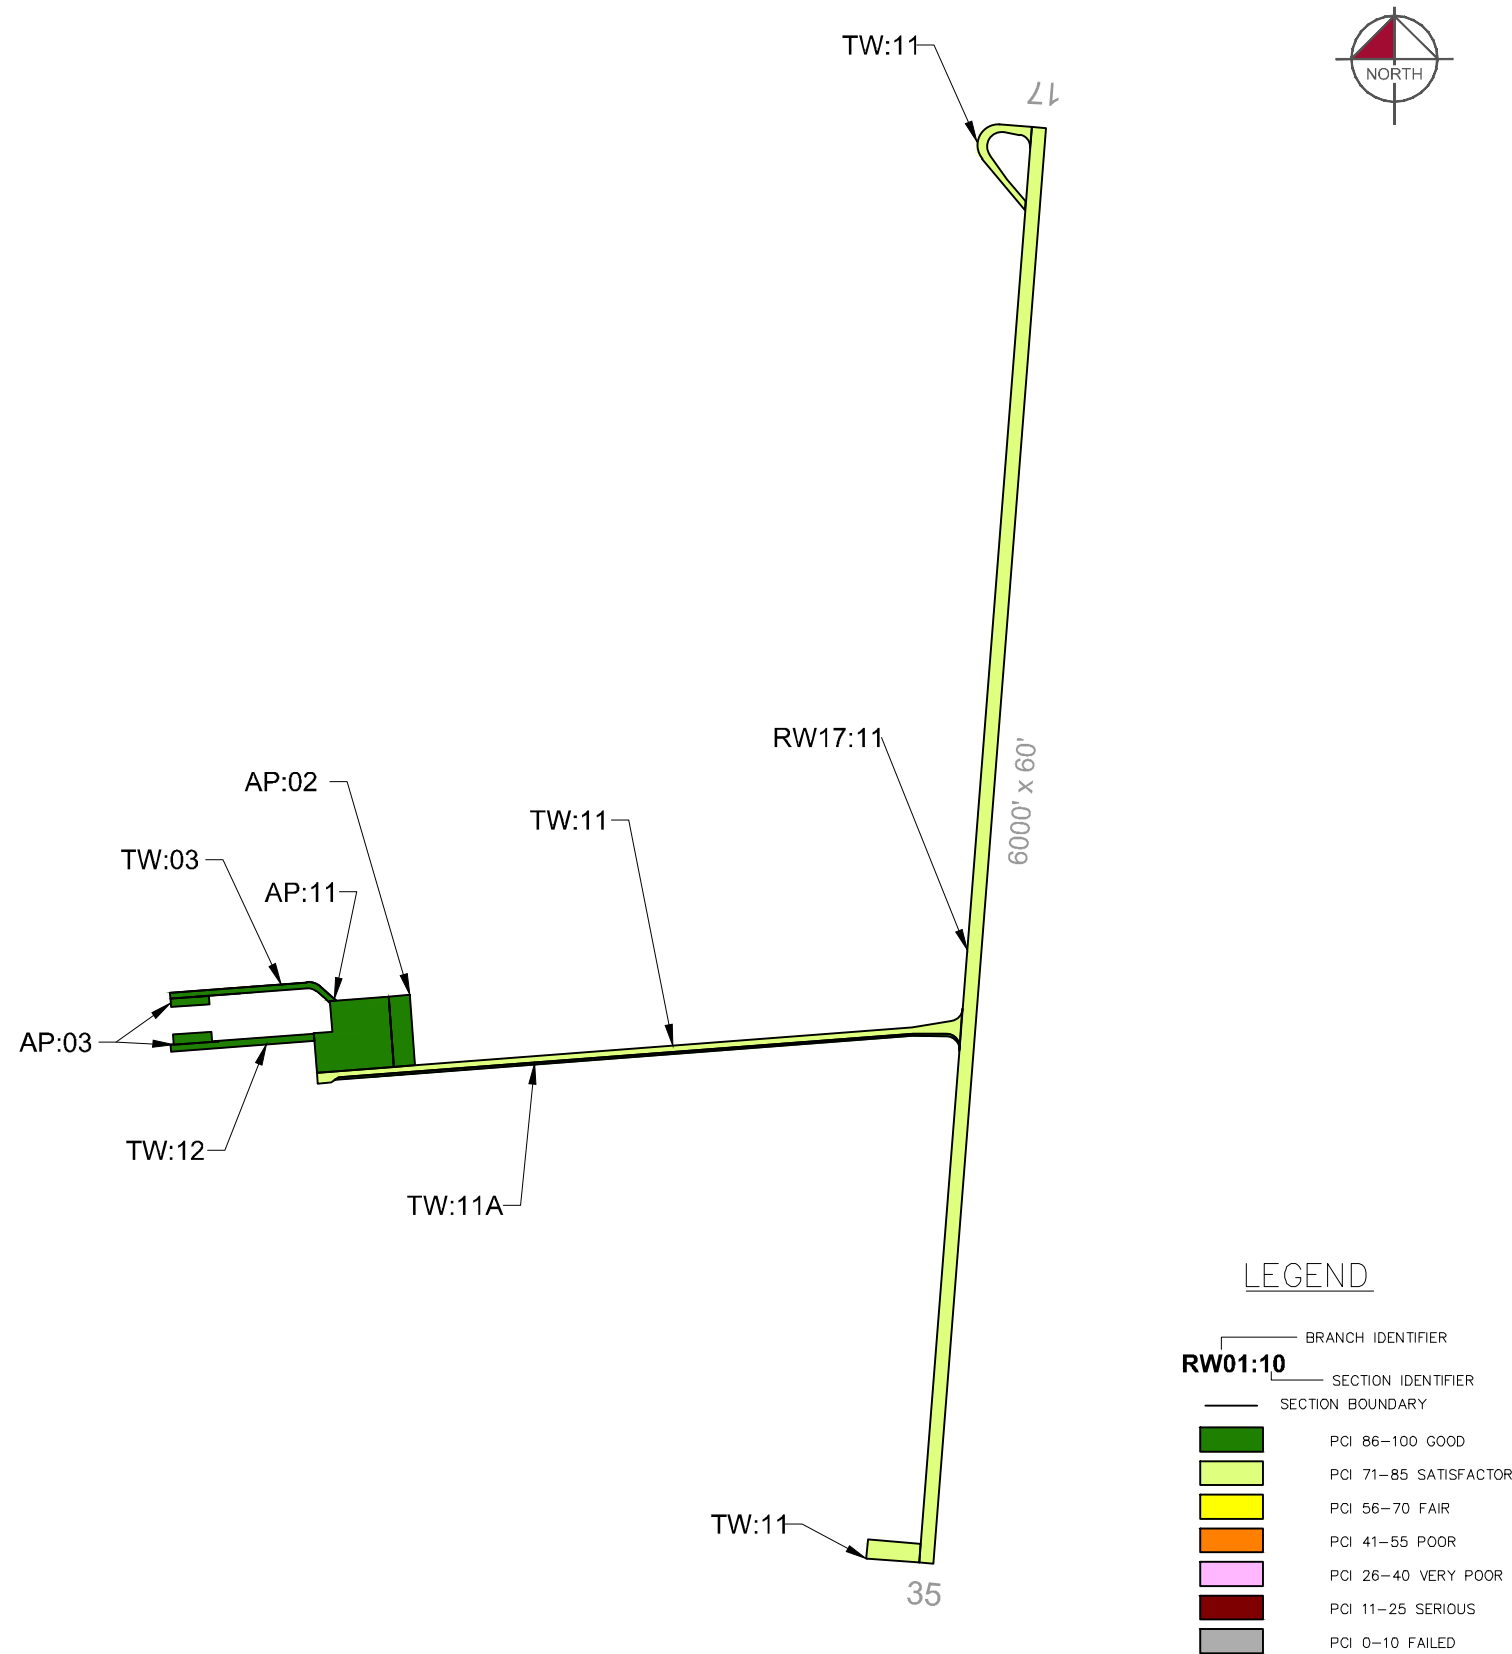 TW:11
NORTH
17
RW17:11
6000' x 60'
AP:02
TW:11
TW:03
AP:11
AP:03
TW:12
TW:11A
LEGEND
BRANCH IDENTIFIER
RW01:10
SECTION IDENTIFIER
SECTION BOUNDARY
PCI 86-100 GOOD
PCI 71-85 SATISFACTOR
PCI 56-70 FAIR
PCI 41-55 POOR
PCI 26-40 VERY POOR
PCI 11-25 SERIOUS
PCI 0-10 FAILED
TW:11
35